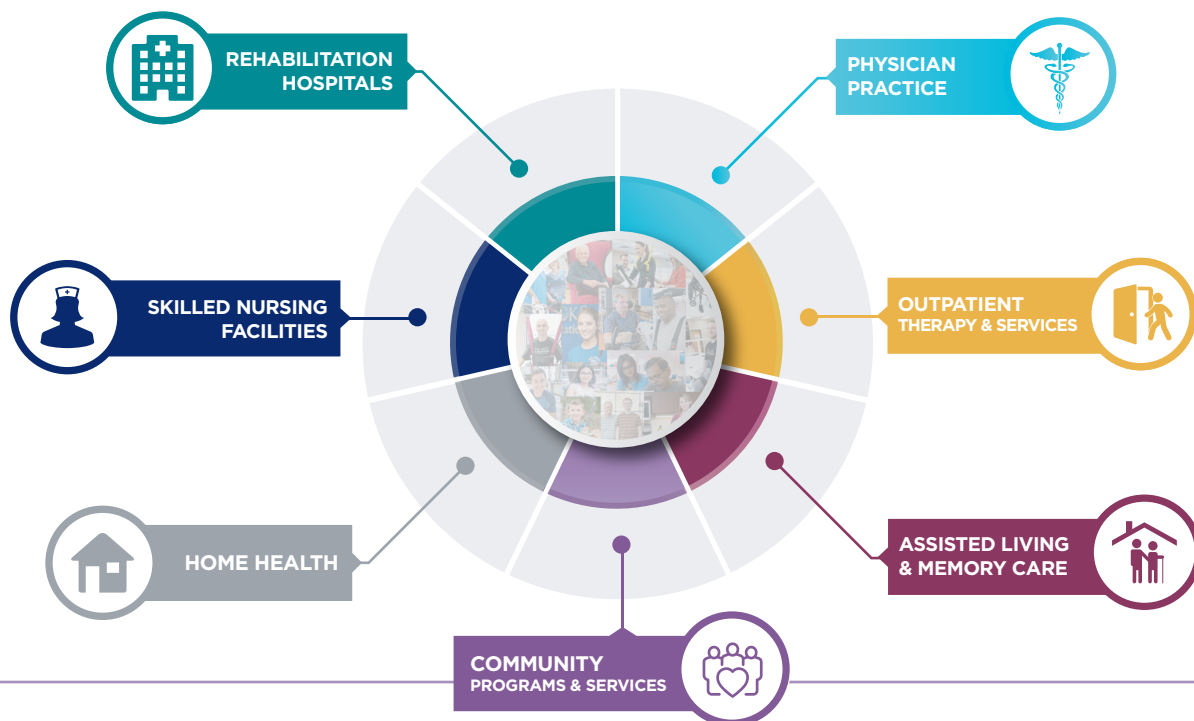 REHABILITATION
HOSPITALS
PHYSICIAN
PRACTICE
SKILLED NURSING
FACILITIES
OUTPATIENT
THERAPY & SERVICES
HOME HEALTH
ASSISTED LIVING
& MEMORY CARE
COMMUNITY
PROGRAMS & SERVICES